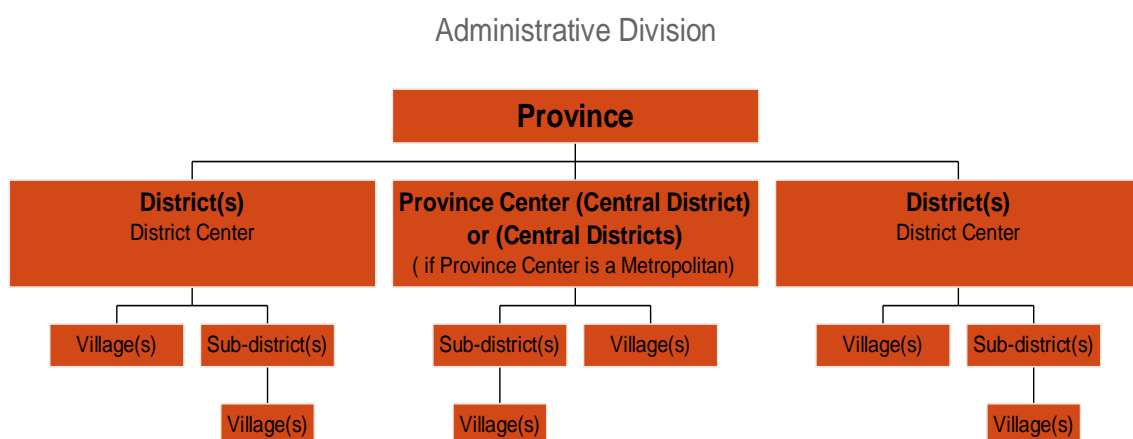 Administrative Division
Province
District(s)
District Center
Province Center (Central District)
or (Central Districts)
( if Province Center is a Metropolitan)
District(s)
District Center
Village(s)
Sub-district(s)
Sub-district(s)
Village(s)
Village(s)
Sub-district(s)
Village(s)
Village(s)
Village(s)